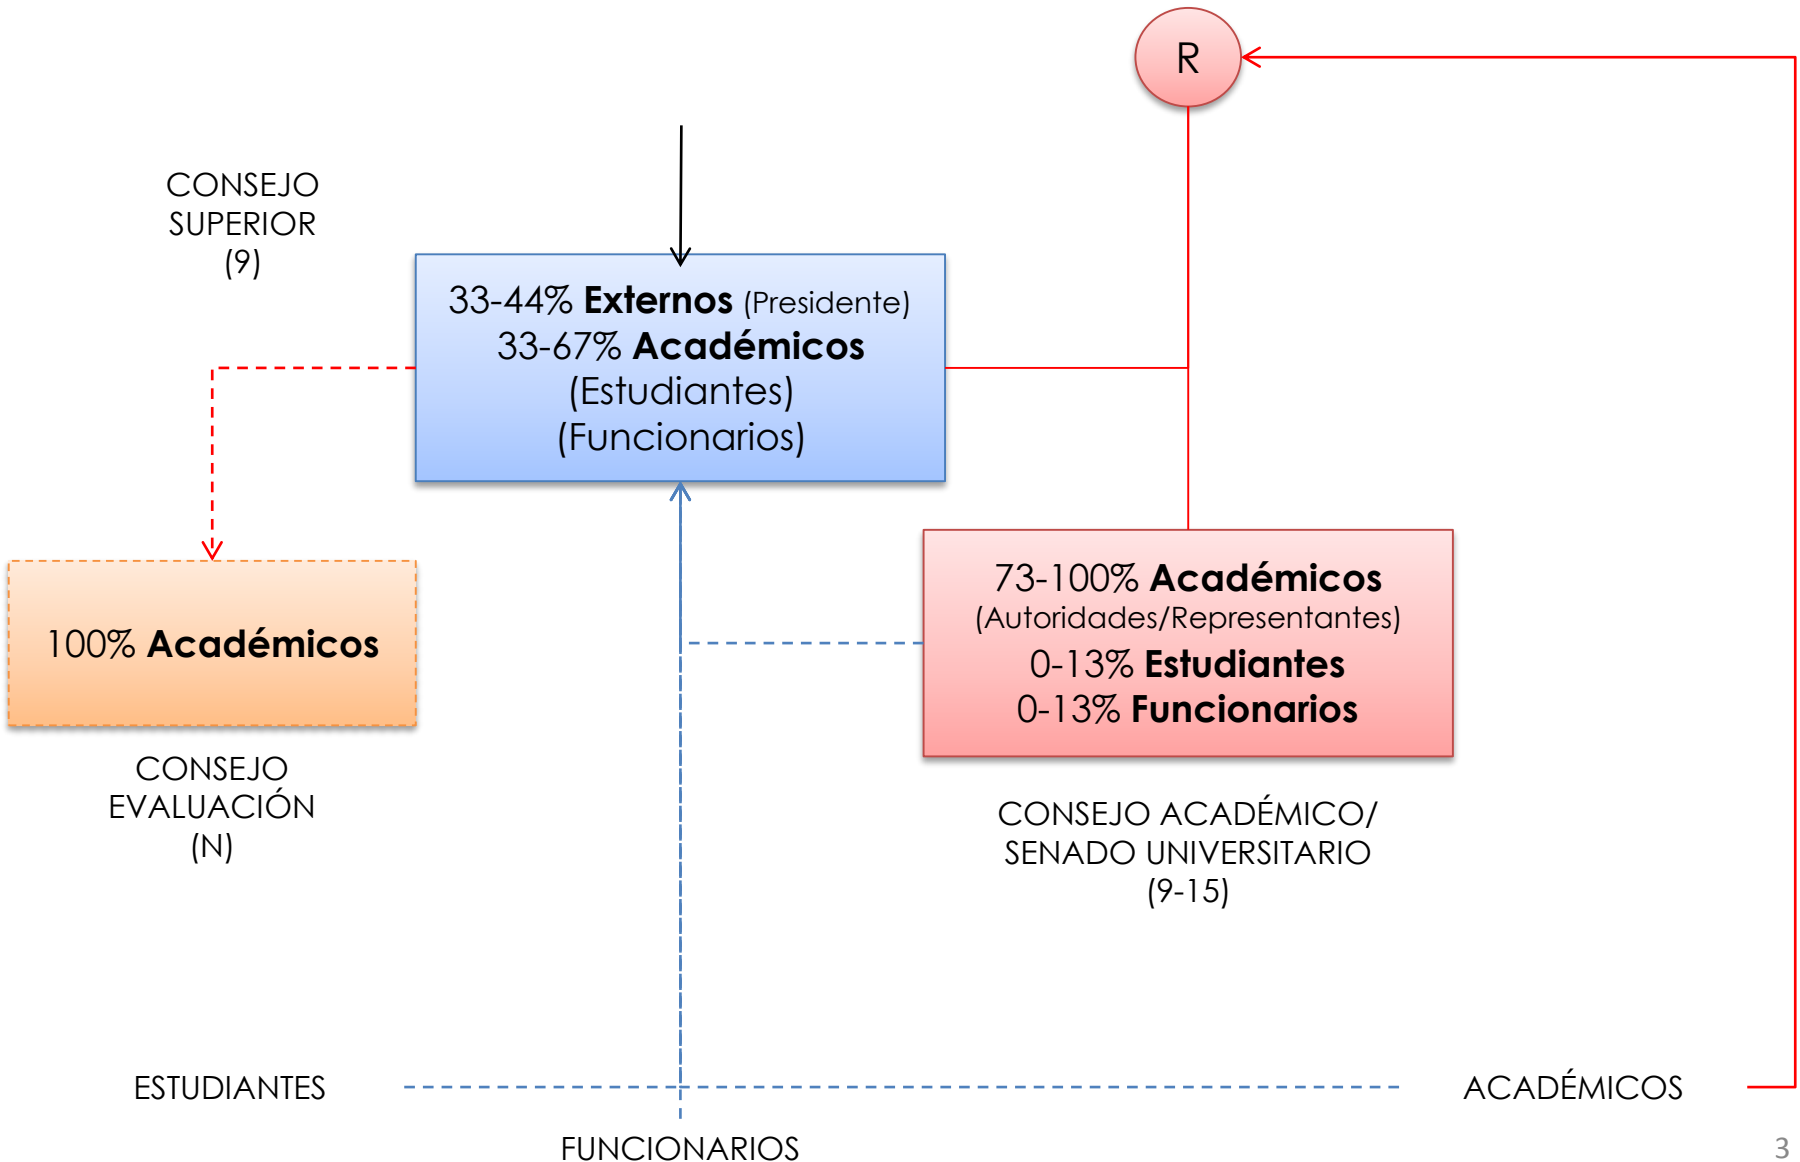 R
CONSEJO
SUPERIOR
(9)
33-44% Externos (Presidente)
33-67% Académicos
(Estudiantes)
(Funcionarios)
73-100% Académicos
(Autoridades/Representantes)
0-13% Estudiantes
0-13% Funcionarios
100% Académicos
CONSEJO
EVALUACIÓN
(N)
CONSEJO ACADÉMICO/
SENADO UNIVERSITARIO
(9-15)
ESTUDIANTES
ACADÉMICOS
FUNCIONARIOS
3